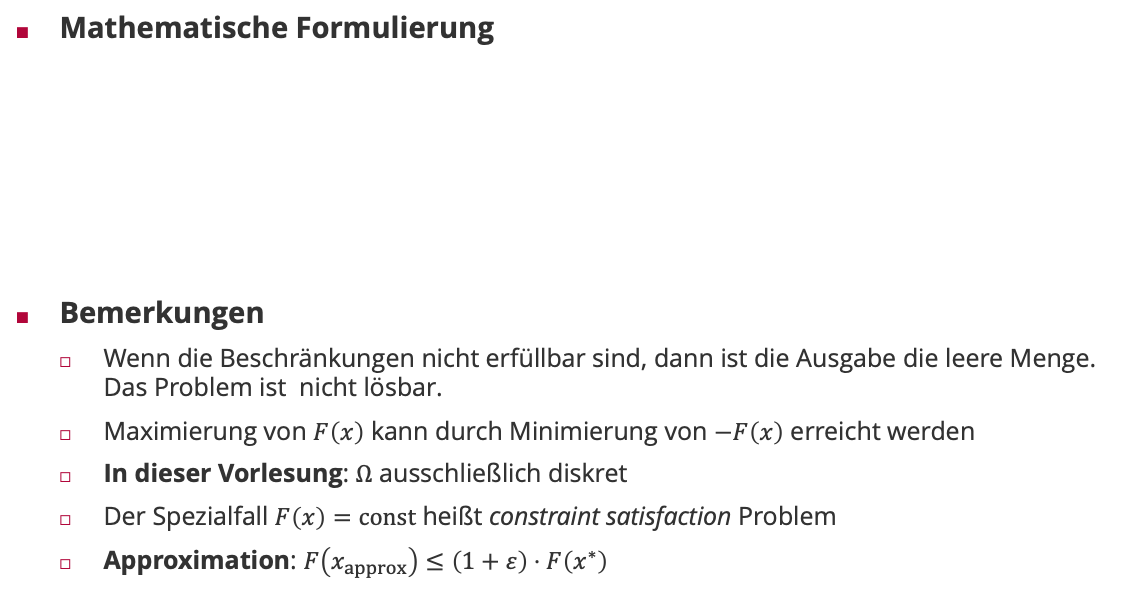 Mathematische Formulierung
Bemerkungen
Wenn die Beschränkungen nicht erfüllbar sind, dann ist die Ausgabe die leere Menge.
Das Problem ist  nicht lösbar.
Maximierung von F(x) kann durch Minimierung von −F(x) erreicht werden
In dieser Vorlesung: Ω ausschließlich diskret
Der Spezialfall F(x) = const heißt constraint satisfaction Problem
Approximation: F(x_approx) ≤ (1 + ε) · F(x*)